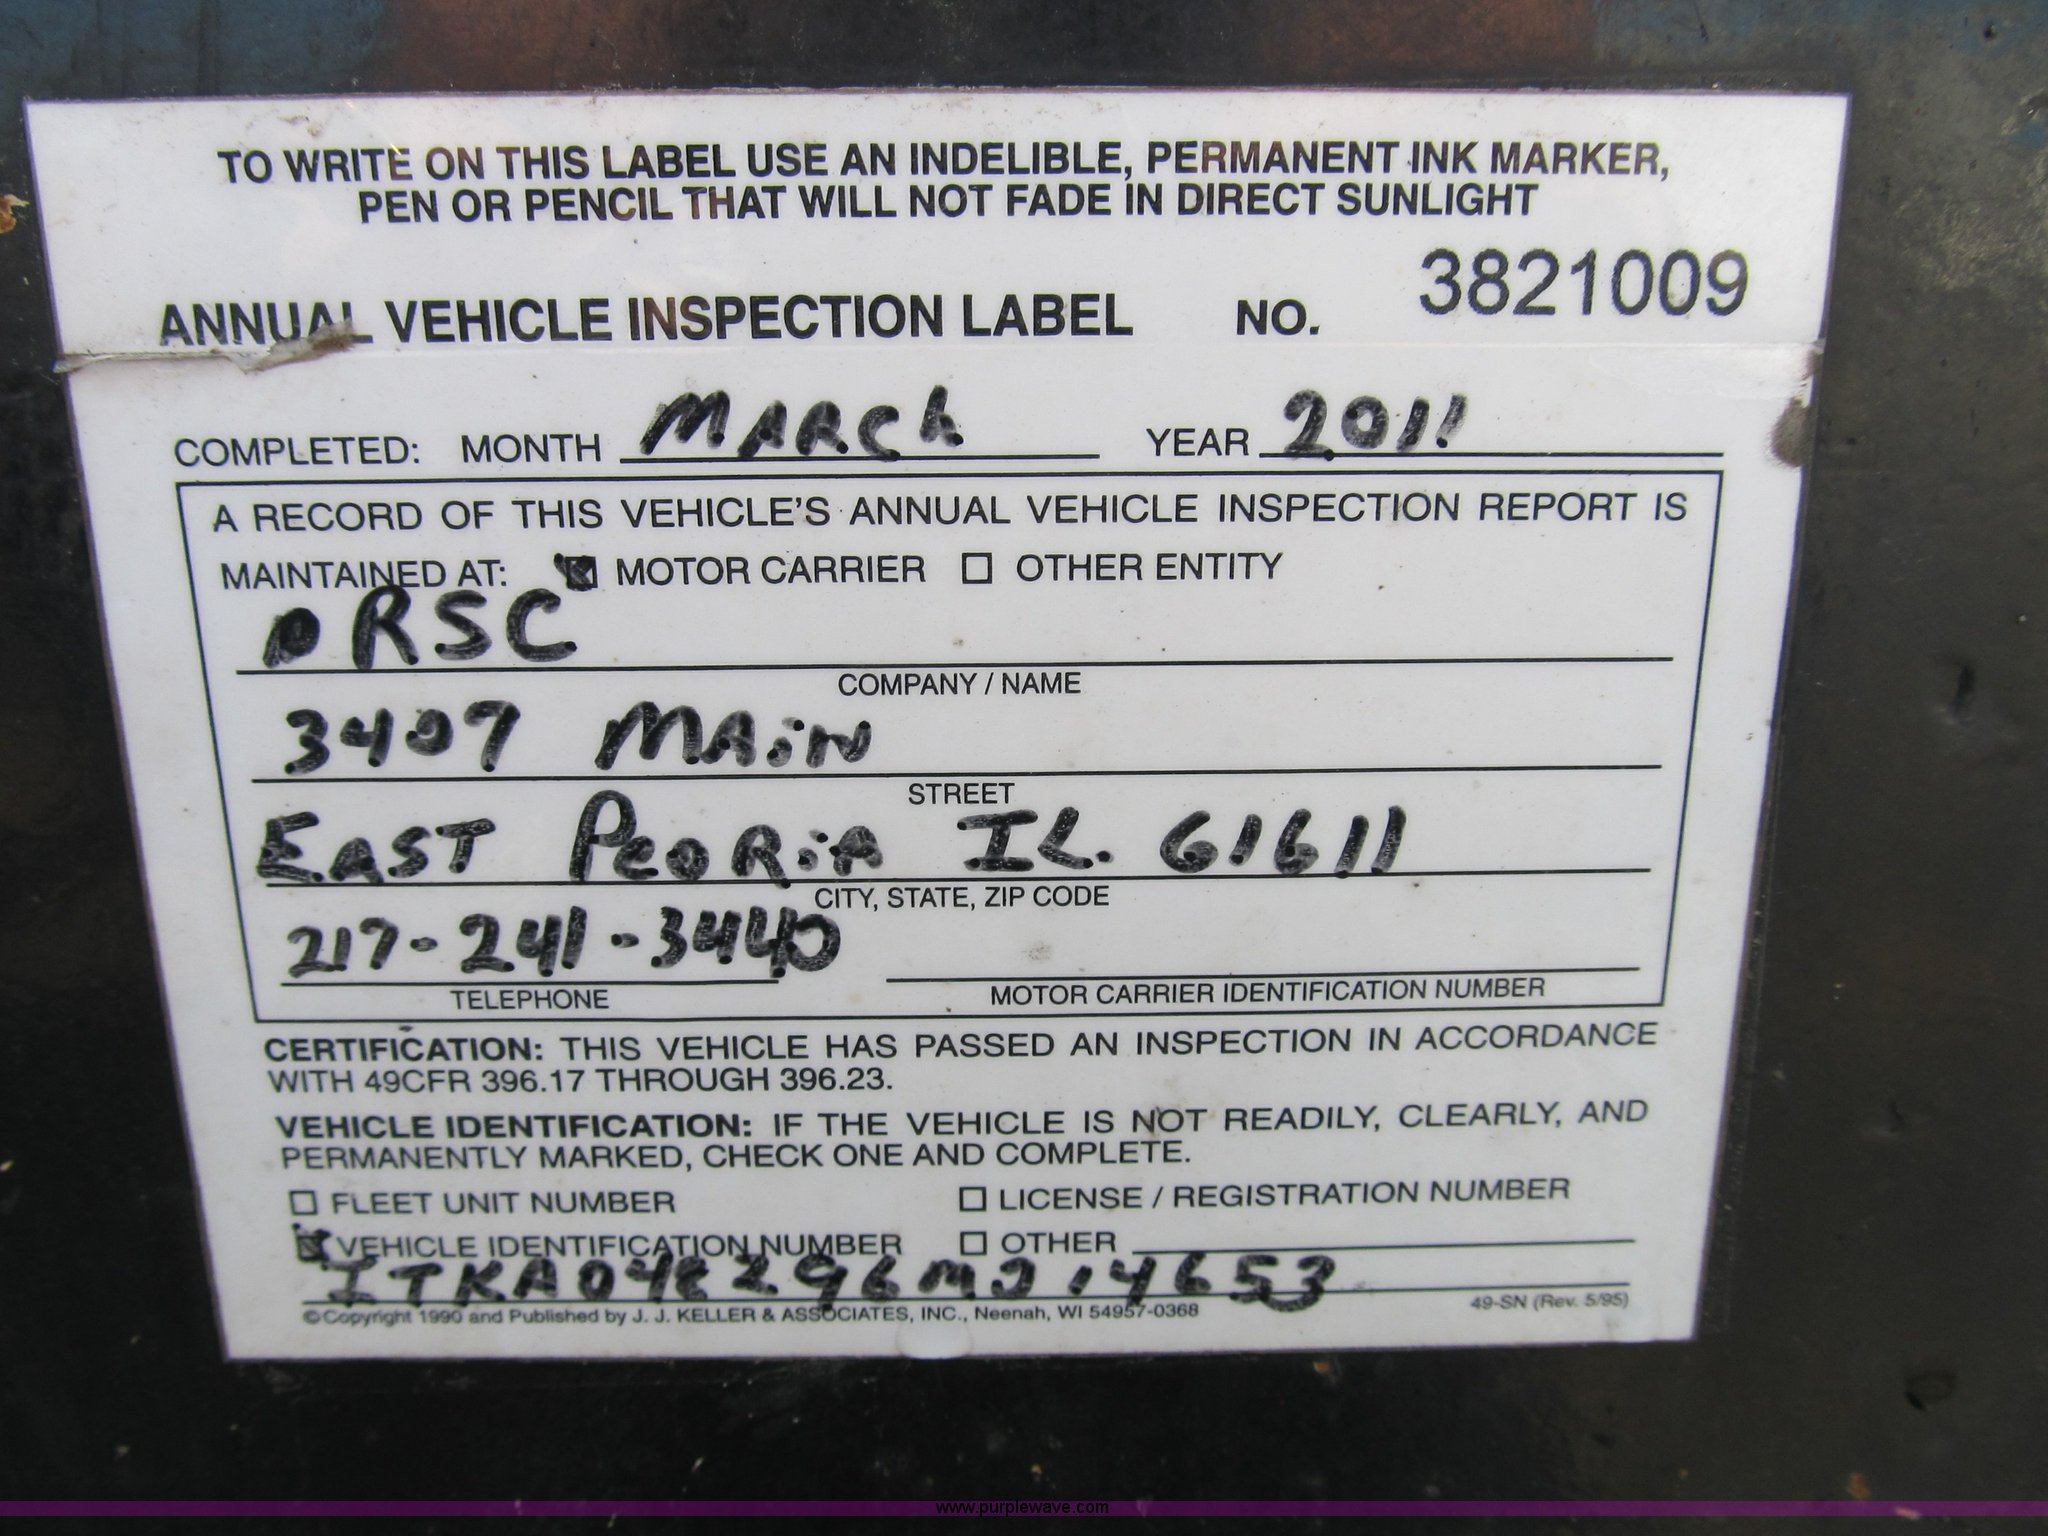 TO WRITE ON THIS LABEL USE AN INDELIBLE, PERMANENT INK MARKER,
PEN OR PENCIL THAT WILL NOT FADE IN DIRECT SUNLIGHT
ANNUAL VEHICLE INSPECTION LABEL NO. 3821009
COMPLETED: MONTH MARCh YEAR 2011
A RECORD OF THIS VEHICLE'S ANNUAL VEHICLE INSPECTION REPORT IS
MAINTAINED AT: MOTOR CARRIER OTHER ENTITY
RSC
COMPANY / NAME
3407 MAiN
STREET
EAST PEORiA IL. 61611
CITY, STATE, ZIP CODE
217-241-3440
TELEPHONE MOTOR CARRIER IDENTIFICATION NUMBER
CERTIFICATION: THIS VEHICLE HAS PASSED AN INSPECTION IN ACCORDANCE
WITH 49CFR 396.17 THROUGH 396.23.
VEHICLE IDENTIFICATION: IF THE VEHICLE IS NOT READILY, CLEARLY, AND
PERMANENTLY MARKED, CHECK ONE AND COMPLETE.
FLEET UNIT NUMBER LICENSE / REGISTRATION NUMBER
VEHICLE IDENTIFICATION NUMBER OTHER
©Copyright 1990 and Published by J. J. KELLER & ASSOCIATES, INC., Neenah, WI 54957-0368 49-SN (Rev. 5/95)
www.purplewave.com